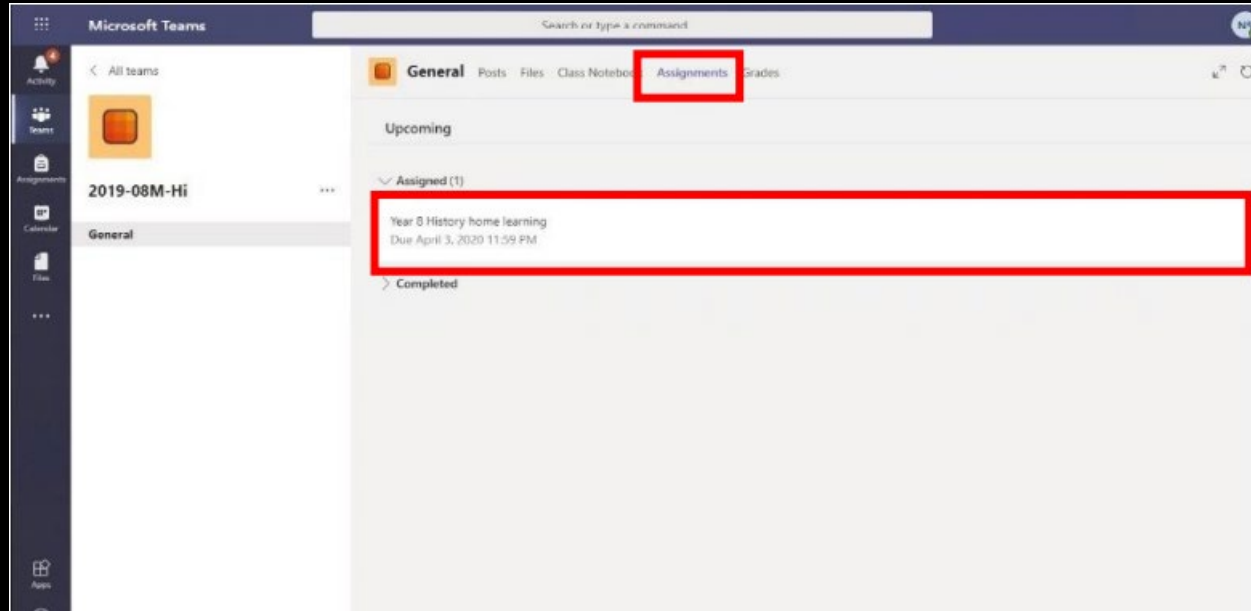 Microsoft Teams
Search or type a command
Activity
Teams
Assignments
Calendar
Files
Apps
All teams
2019-08M-Hi
General
General Posts Files Class Notebook Assignments Grades
Upcoming
Assigned (1)
Year 8 History home learning
Due April 3, 2020 11:59 PM
Completed